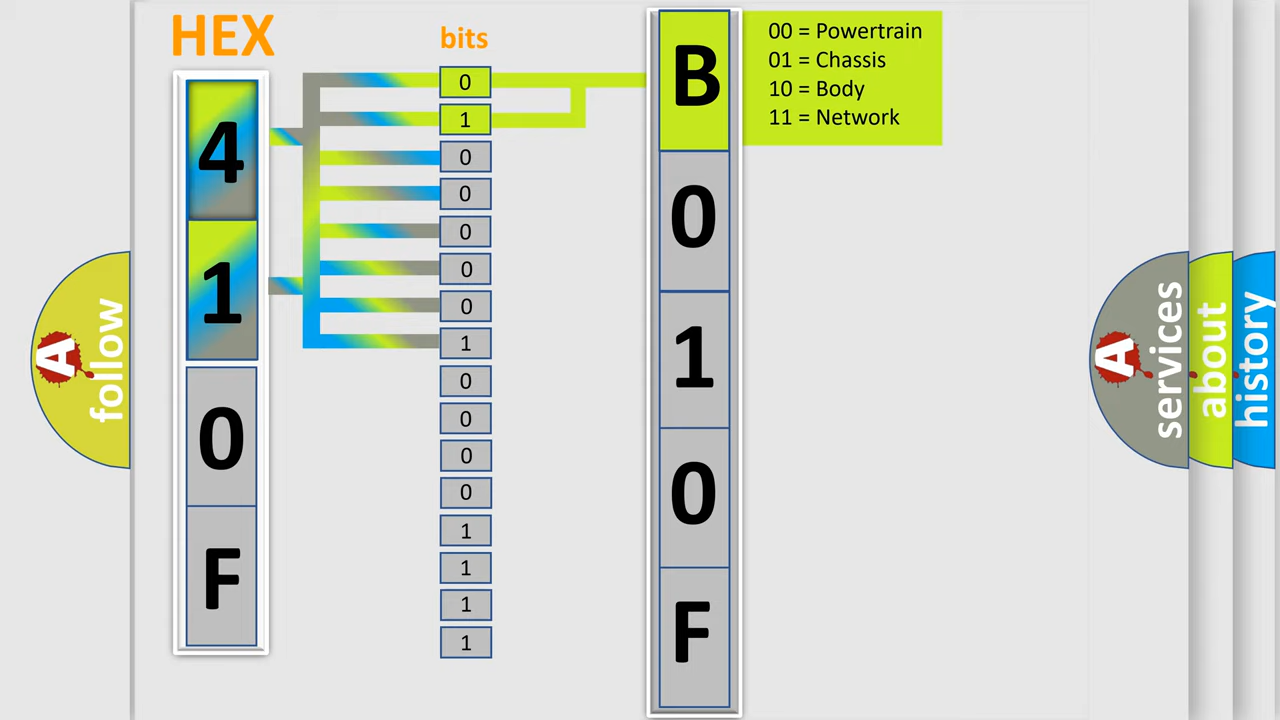 HEX
bits
4
1
0
F
0
1
0
0
0
0
0
1
0
0
0
0
1
1
1
1
B
0
1
0
F
00 = Powertrain
01 = Chassis
10 = Body
11 = Network
A
follow
A
services
about
history